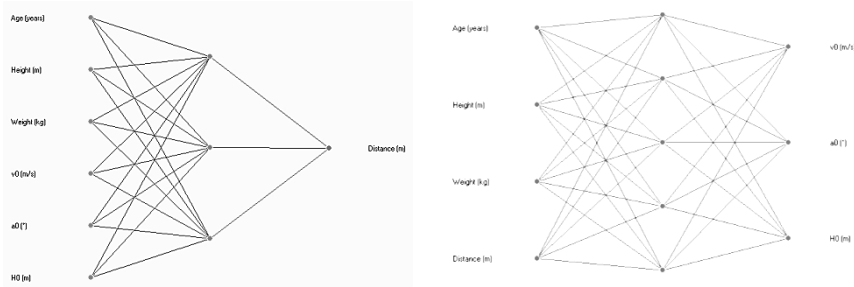 Age (years)
Height (m)
Weight (kg)
v0 (m/s)
a0 (°)
H0 (m)
Distance (m)
Age (years)
Height (m)
Weight (kg)
Distance (m)
v0 (m/s
a0 (°)
H0 (m)